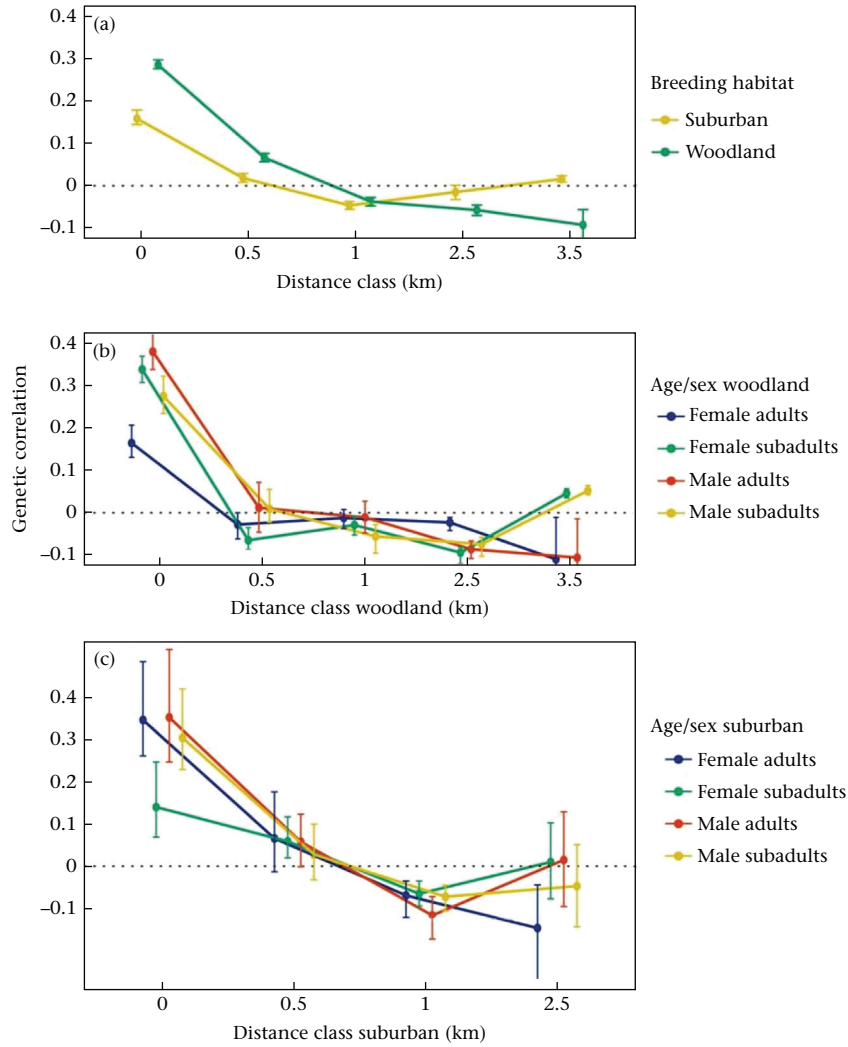 (a)
0.4
0.3
0.2
0.1
0
−0.1
0 0.5 1 2.5 3.5
Distance class (km)
Breeding habitat
Suburban
Woodland
Genetic correlation
(b)
0.4
0.3
0.2
0.1
0
−0.1
0 0.5 1 2.5 3.5
Distance class woodland (km)
Age/sex woodland
Female adults
Female subadults
Male adults
Male subadults
(c)
0.4
0.3
0.2
0.1
0
−0.1
0 0.5 1 2.5
Distance class suburban (km)
Age/sex suburban
Female adults
Female subadults
Male adults
Male subadults